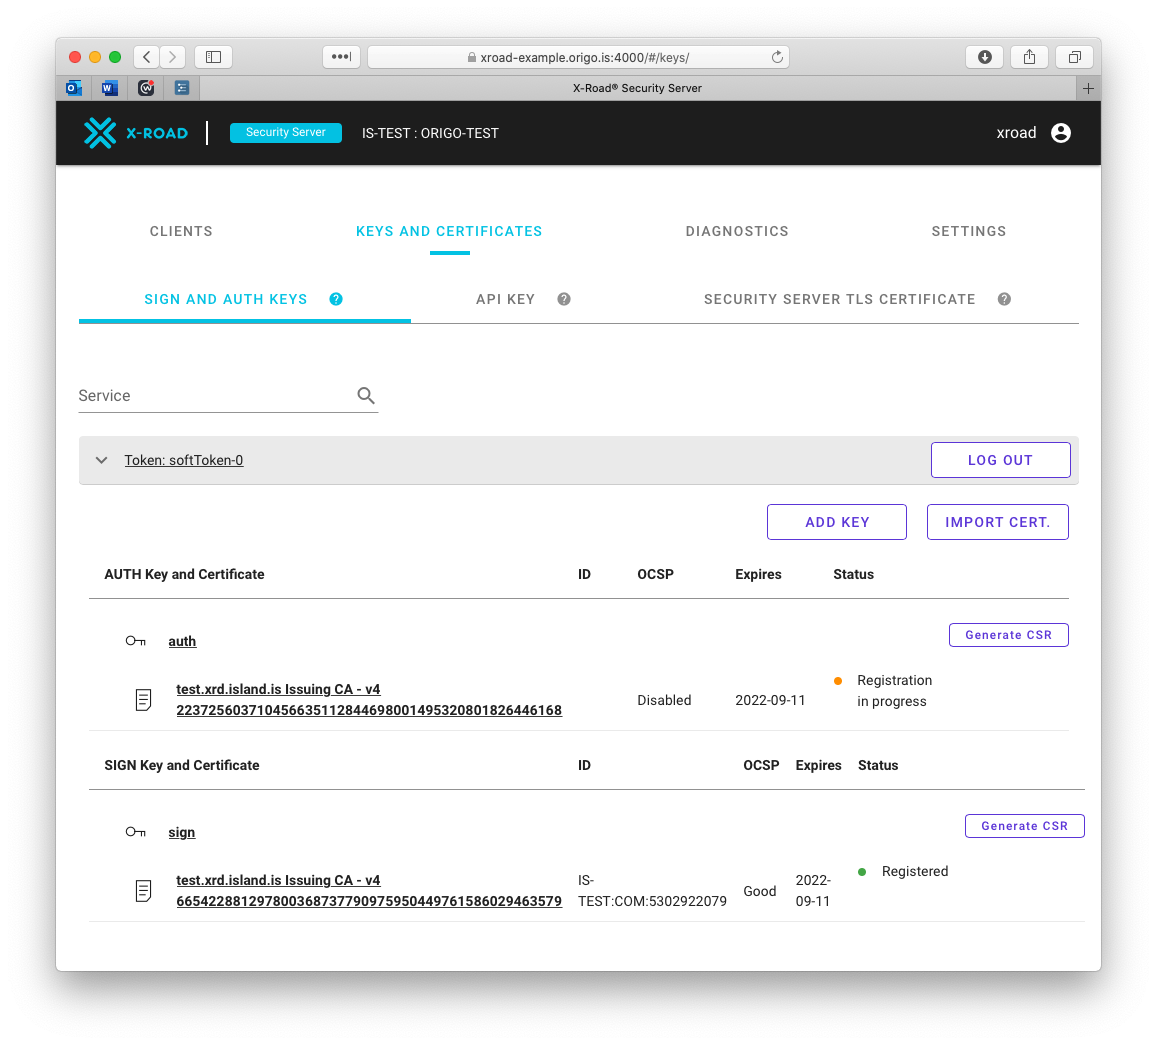 xroad-example.origo.is:4000/#/keys/
X-Road® Security Server
X-ROAD Security Server IS-TEST : ORIGO-TEST xroad
CLIENTS KEYS AND CERTIFICATES DIAGNOSTICS SETTINGS
SIGN AND AUTH KEYS ? API KEY ? SECURITY SERVER TLS CERTIFICATE ?
Service
Token: softToken-0 LOG OUT
ADD KEY IMPORT CERT.
AUTH Key and Certificate ID OCSP Expires Status
auth Generate CSR
test.xrd.island.is Issuing CA - v4
223725603710456635112844698001495320801826446168
Disabled 2022-09-11 Registration
in progress
SIGN Key and Certificate ID OCSP Expires Status
sign Generate CSR
test.xrd.island.is Issuing CA - v4
665422881297800368737790975950449761586029463579
IS-
TEST:COM:5302922079
Good
2022-
09-11
Registered